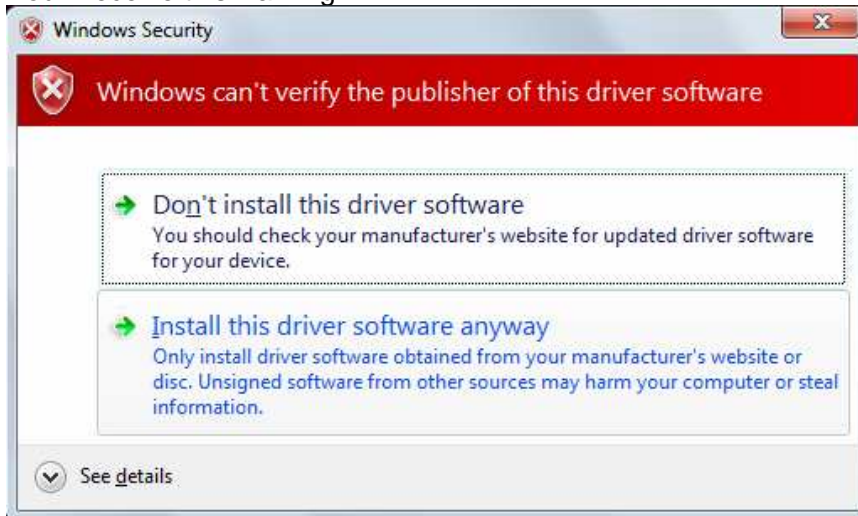 Windows Security
Windows can't verify the publisher of this driver software
Don't install this driver software
You should check your manufacturer's website for updated driver software
for your device.
Install this driver software anyway
Only install driver software obtained from your manufacturer's website or
disc. Unsigned software from other sources may harm your computer or steal
information.
See details